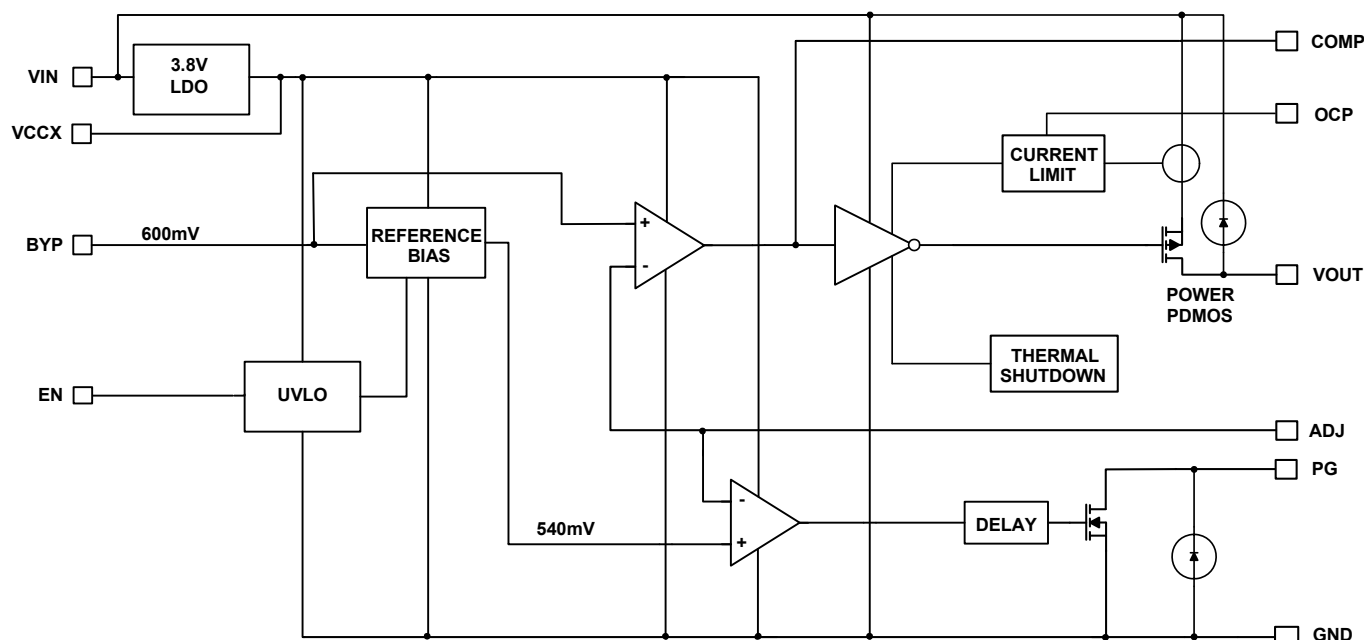 COMP
3.8V
LDO
VIN
OCP
VCCX
CURRENT
LIMIT
600mV
BYP
+
REFERENCE
BIAS
-
VOUT
POWER
PDMOS
THERMAL
SHUTDOWN
EN
UVLO
ADJ
PG
-
540mV
+
DELAY
GND